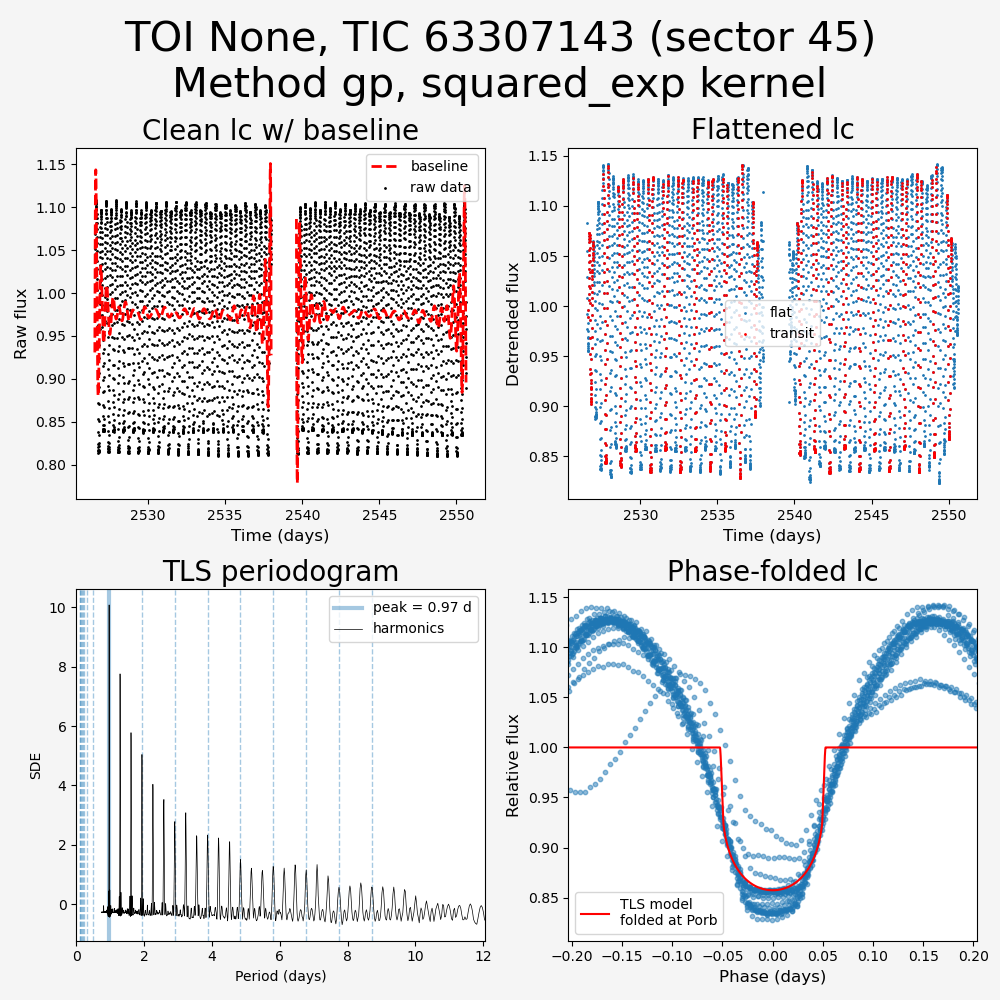 TOI None, TIC 63307143 (sector 45)
Method gp, squared_exp kernel
Clean lc w/ baseline
Raw flux
1.15
1.10
1.05
1.00
0.95
0.90
0.85
0.80
baseline
raw data
2530 2535 2540 2545 2550
Time (days)
Flattened lc
Detrended flux
1.15
1.10
1.05
1.00
0.95
0.90
0.85
flat
transit
2530 2535 2540 2545 2550
Time (days)
TLS periodogram
SDE
10
8
6
4
2
0
peak = 0.97 d
harmonics
0 2 4 6 8 10 12
Period (days)
Phase-folded lc
Relative flux
1.15
1.10
1.05
1.00
0.95
0.90
0.85
TLS model
folded at Porb
−0.20 −0.15 −0.10 −0.05 0.00 0.05 0.10 0.15 0.20
Phase (days)